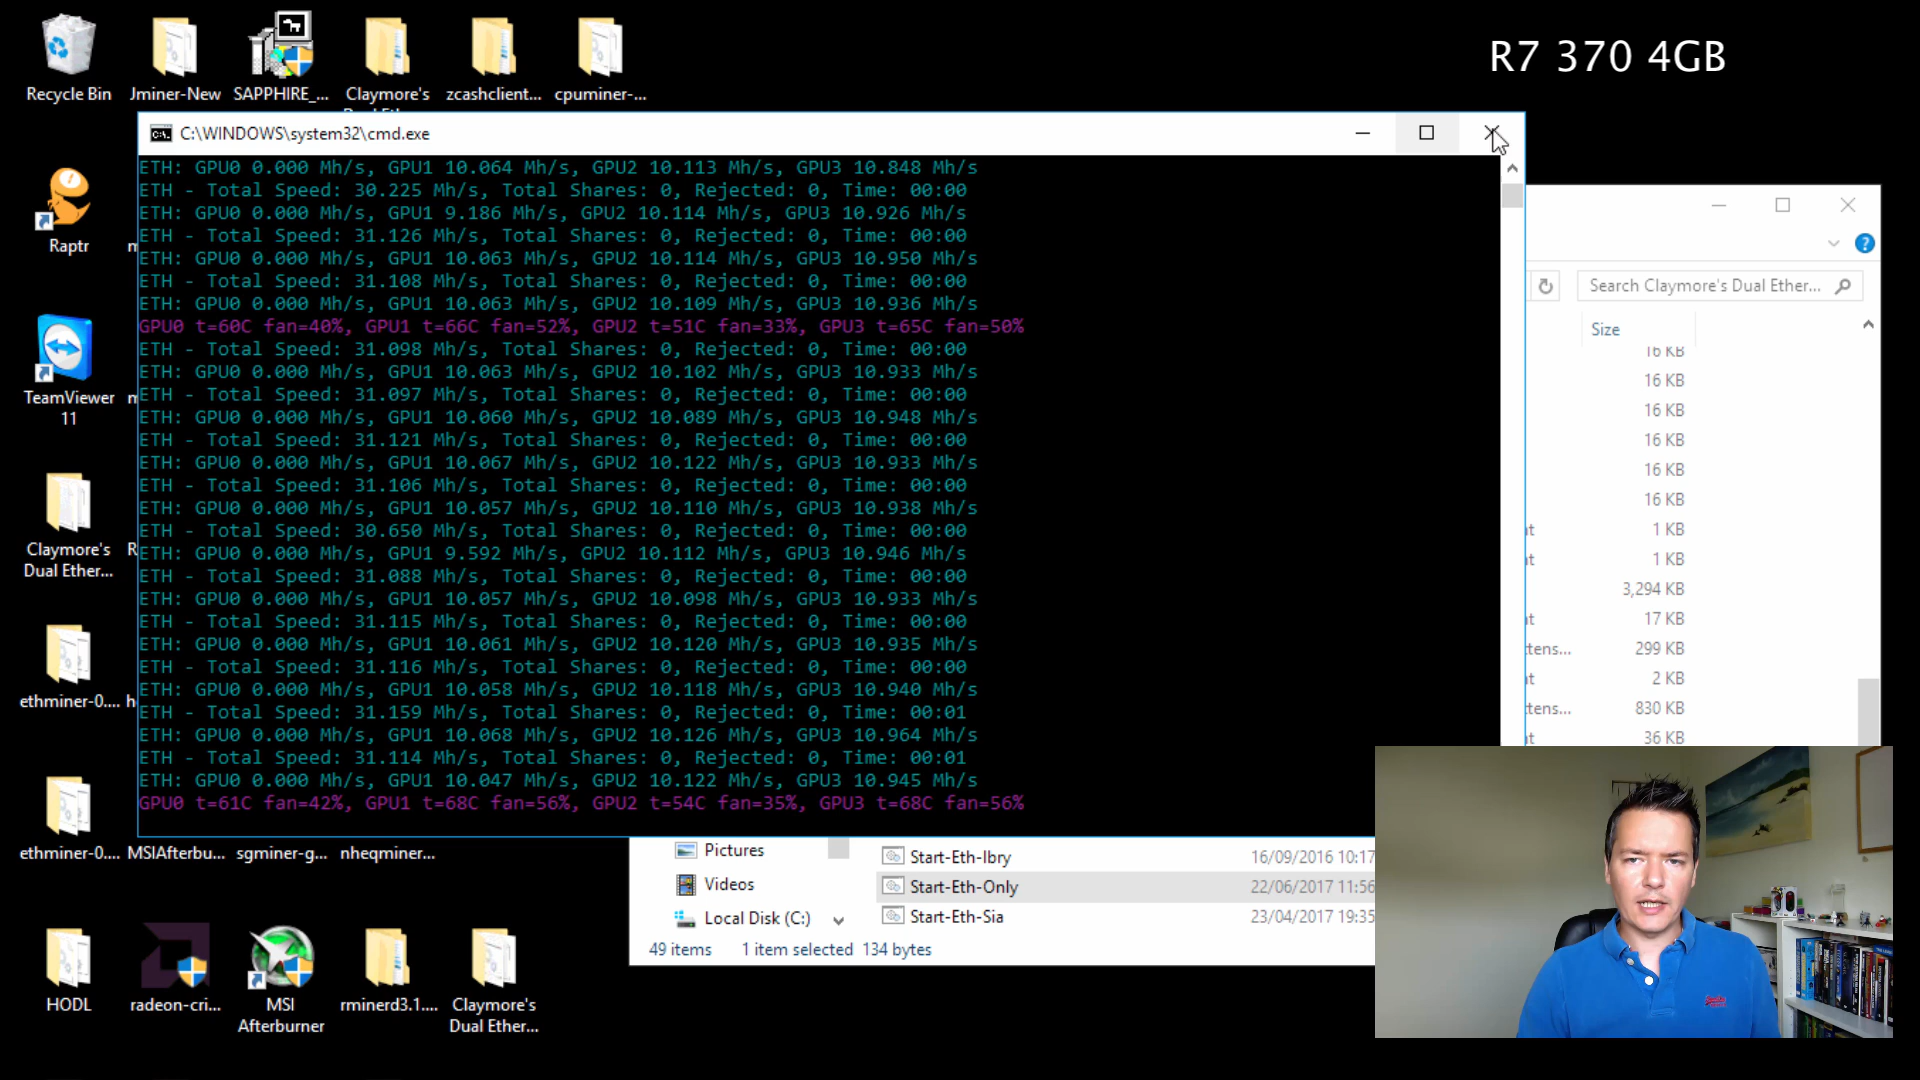 R7 370 4GB
Recycle Bin
Jminer-New
SAPPHIRE_...
Claymore's
zcashclient...
cpuminer-...
C:\WINDOWS\system32\cmd.exe
ETH: GPU0 0.000 Mh/s, GPU1 10.064 Mh/s, GPU2 10.113 Mh/s, GPU3 10.848 Mh/s
ETH - Total Speed: 30.225 Mh/s, Total Shares: 0, Rejected: 0, Time: 00:00
ETH: GPU0 0.000 Mh/s, GPU1 9.186 Mh/s, GPU2 10.114 Mh/s, GPU3 10.926 Mh/s
ETH - Total Speed: 31.126 Mh/s, Total Shares: 0, Rejected: 0, Time: 00:00
ETH: GPU0 0.000 Mh/s, GPU1 10.063 Mh/s, GPU2 10.114 Mh/s, GPU3 10.950 Mh/s
ETH - Total Speed: 31.108 Mh/s, Total Shares: 0, Rejected: 0, Time: 00:00
ETH: GPU0 0.000 Mh/s, GPU1 10.063 Mh/s, GPU2 10.109 Mh/s, GPU3 10.936 Mh/s
GPU0 t=60C fan=40%, GPU1 t=66C fan=52%, GPU2 t=51C fan=33%, GPU3 t=65C fan=50%
ETH - Total Speed: 31.098 Mh/s, Total Shares: 0, Rejected: 0, Time: 00:00
ETH: GPU0 0.000 Mh/s, GPU1 10.063 Mh/s, GPU2 10.102 Mh/s, GPU3 10.933 Mh/s
ETH - Total Speed: 31.097 Mh/s, Total Shares: 0, Rejected: 0, Time: 00:00
ETH: GPU0 0.000 Mh/s, GPU1 10.060 Mh/s, GPU2 10.089 Mh/s, GPU3 10.948 Mh/s
ETH - Total Speed: 31.121 Mh/s, Total Shares: 0, Rejected: 0, Time: 00:00
ETH: GPU0 0.000 Mh/s, GPU1 10.067 Mh/s, GPU2 10.122 Mh/s, GPU3 10.933 Mh/s
ETH - Total Speed: 31.106 Mh/s, Total Shares: 0, Rejected: 0, Time: 00:00
ETH: GPU0 0.000 Mh/s, GPU1 10.057 Mh/s, GPU2 10.110 Mh/s, GPU3 10.938 Mh/s
ETH - Total Speed: 30.650 Mh/s, Total Shares: 0, Rejected: 0, Time: 00:00
ETH: GPU0 0.000 Mh/s, GPU1 9.592 Mh/s, GPU2 10.112 Mh/s, GPU3 10.946 Mh/s
ETH - Total Speed: 31.088 Mh/s, Total Shares: 0, Rejected: 0, Time: 00:00
ETH: GPU0 0.000 Mh/s, GPU1 10.057 Mh/s, GPU2 10.098 Mh/s, GPU3 10.933 Mh/s
ETH - Total Speed: 31.115 Mh/s, Total Shares: 0, Rejected: 0, Time: 00:00
ETH: GPU0 0.000 Mh/s, GPU1 10.061 Mh/s, GPU2 10.120 Mh/s, GPU3 10.935 Mh/s
ETH - Total Speed: 31.116 Mh/s, Total Shares: 0, Rejected: 0, Time: 00:00
ETH: GPU0 0.000 Mh/s, GPU1 10.058 Mh/s, GPU2 10.118 Mh/s, GPU3 10.940 Mh/s
ETH - Total Speed: 31.159 Mh/s, Total Shares: 0, Rejected: 0, Time: 00:01
ETH: GPU0 0.000 Mh/s, GPU1 10.068 Mh/s, GPU2 10.126 Mh/s, GPU3 10.964 Mh/s
ETH - Total Speed: 31.114 Mh/s, Total Shares: 0, Rejected: 0, Time: 00:01
ETH: GPU0 0.000 Mh/s, GPU1 10.047 Mh/s, GPU2 10.122 Mh/s, GPU3 10.945 Mh/s
GPU0 t=61C fan=42%, GPU1 t=68C fan=56%, GPU2 t=54C fan=35%, GPU3 t=68C fan=56%
Raptr
TeamViewer
11
Claymore's
Dual Ether...
ethminer-0....
ethminer-0....
MSIAfterbu...
sgminer-g...
nheqminer...
HODL
radeon-cri...
MSI
Afterburner
rminerd3.1....
Claymore's
Dual Ether...
Search Claymore's Dual Ether...
Size
16 KB
16 KB
16 KB
16 KB
16 KB
16 KB
1 KB
1 KB
3,294 KB
17 KB
tens... 299 KB
2 KB
tens... 830 KB
36 KB
Pictures
Videos
Local Disk (C:)
Start-Eth-lbry 16/09/2016 10:17
Start-Eth-Only 22/06/2017 11:56
Start-Eth-Sia 23/04/2017 19:35
49 items 1 item selected 134 bytes